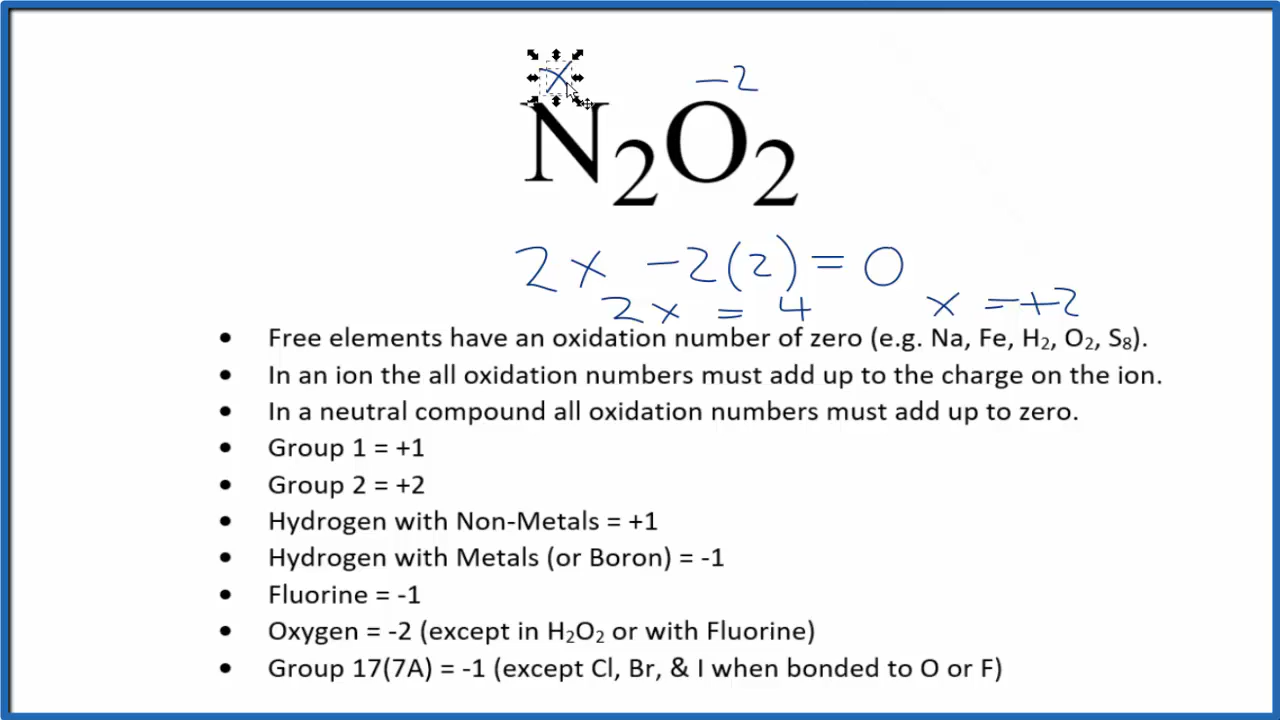 x -2
N₂O₂
2x -2(2) = 0
2x = 4 x = +2
• Free elements have an oxidation number of zero (e.g. Na, Fe, H₂, O₂, S₈).
• In an ion the all oxidation numbers must add up to the charge on the ion.
• In a neutral compound all oxidation numbers must add up to zero.
• Group 1 = +1
• Group 2 = +2
• Hydrogen with Non-Metals = +1
• Hydrogen with Metals (or Boron) = -1
• Fluorine = -1
• Oxygen = -2 (except in H₂O₂ or with Fluorine)
• Group 17(7A) = -1 (except Cl, Br, & I when bonded to O or F)